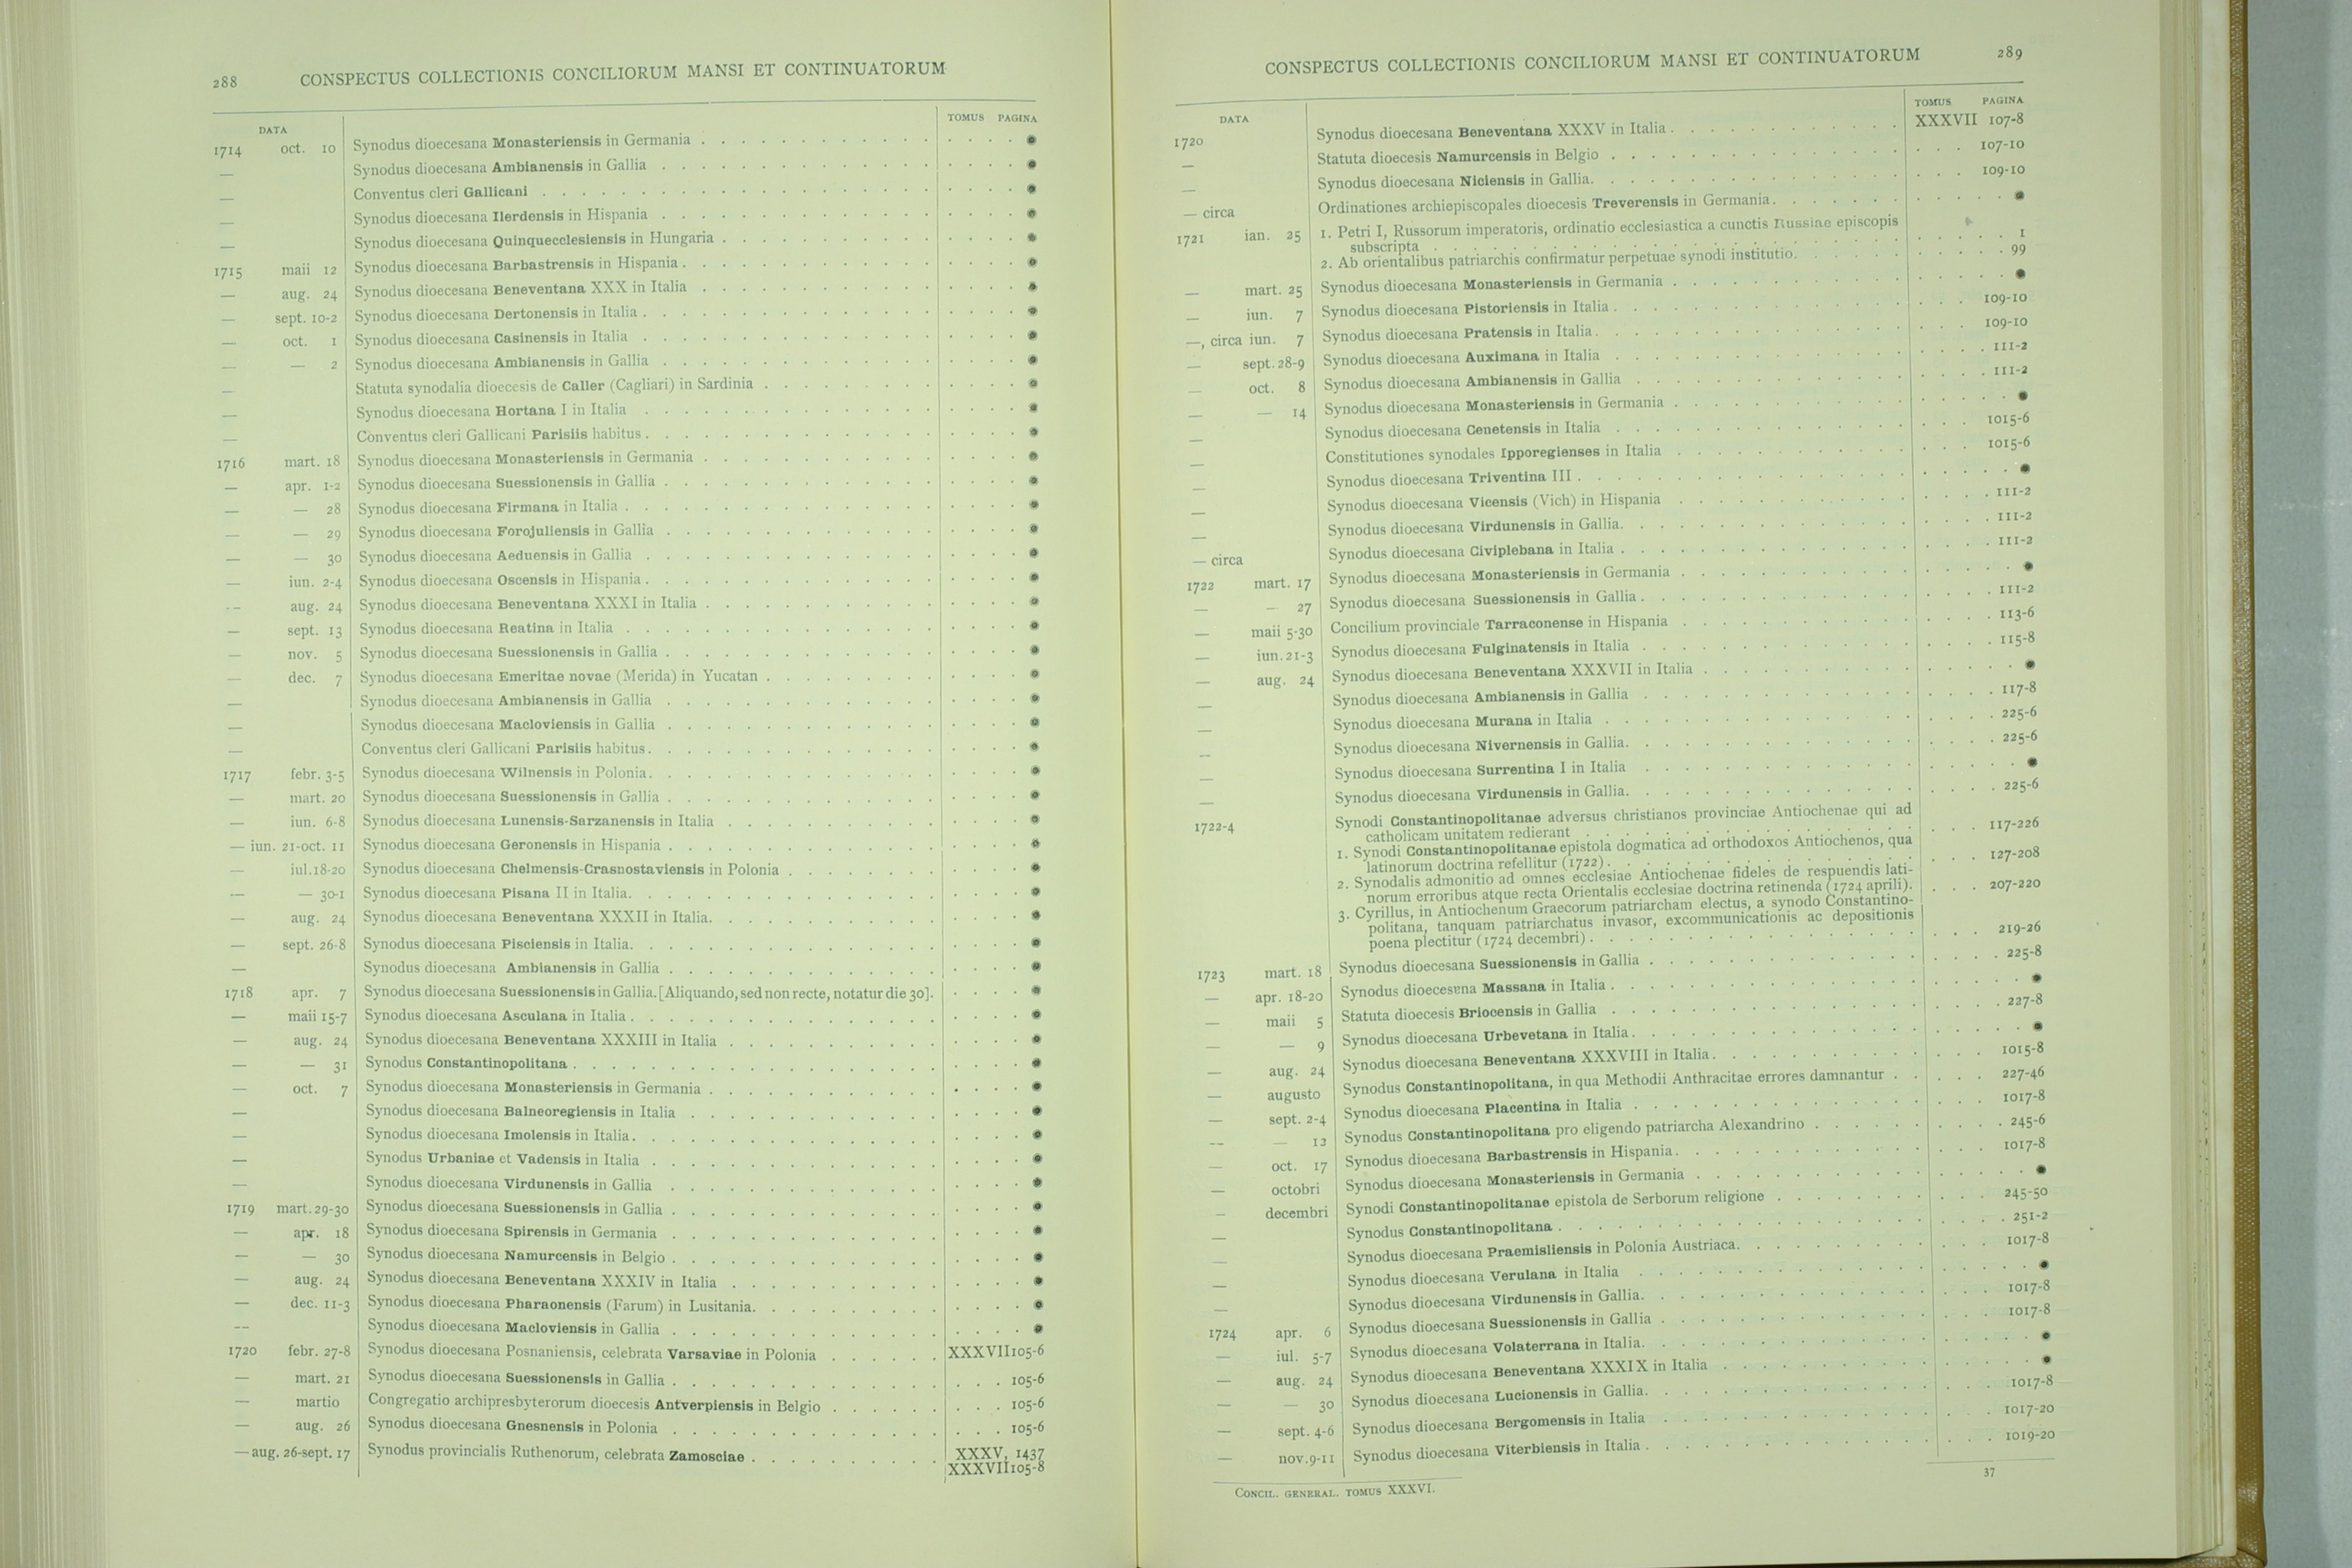 288 CONSPECTUS COLLECTIONIS CONCILIORUM MANSI ET CONTINUATORUM
DATA TOMUS PAGINA
1714 oct. 10 Synodus dioecesana Monasteriensis in Germania ●
— Synodus dioecesana Ambianensis in Gallia ●
— Conventus cleri Gallicani ●
— Synodus dioecesana Ilerdensis in Hispania ●
— Synodus dioecesana Quinquecclesiensis in Hungaria ●
1715 maii 12 Synodus dioecesana Barbastrensis in Hispania ●
— aug. 24 Synodus dioecesana Beneventana XXX in Italia ●
— sept. 10-2 Synodus dioecesana Dertonensis in Italia ●
— oct. 1 Synodus dioecesana Casinensis in Italia ●
— — 2 Synodus dioecesana Ambianensis in Gallia ●
— Statuta synodalia dioecesis de Caller (Cagliari) in Sardinia ●
— Synodus dioecesana Hortana I in Italia ●
— Conventus cleri Gallicani Parisiis habitus ●
1716 mart. 18 Synodus dioecesana Monasteriensis in Germania ●
— apr. 1-2 Synodus dioecesana Suessionensis in Gallia ●
— — 28 Synodus dioecesana Firmana in Italia ●
— — 29 Synodus dioecesana Forojuliensis in Gallia ●
— — 30 Synodus dioecesana Aeduensis in Gallia ●
— iun. 2-4 Synodus dioecesana Oscensis in Hispania ●
— aug. 24 Synodus dioecesana Beneventana XXXI in Italia ●
— sept. 13 Synodus dioecesana Reatina in Italia ●
— nov. 5 Synodus dioecesana Suessionensis in Gallia ●
— dec. 7 Synodus dioecesana Emeritae novae (Merida) in Yucatan ●
— Synodus dioecesana Ambianensis in Gallia ●
— Synodus dioecesana Macloviensis in Gallia ●
— Conventus cleri Gallicani Parisiis habitus ●
1717 febr. 3-5 Synodus dioecesana Wilnensis in Polonia ●
— mart. 20 Synodus dioecesana Suessionensis in Gallia ●
— iun. 6-8 Synodus dioecesana Lunensis-Sarzanensis in Italia ●
— iun. 21-oct. 11 Synodus dioecesana Geronensis in Hispania ●
— iul. 18-20 Synodus dioecesana Chelmensis-Crasnostaviensis in Polonia ●
— — 30-1 Synodus dioecesana Pisana II in Italia ●
— aug. 24 Synodus dioecesana Beneventana XXXII in Italia ●
— sept. 26-8 Synodus dioecesana Pisciensis in Italia ●
— Synodus dioecesana Ambianensis in Gallia ●
1718 apr. 7 Synodus dioecesana Suessionensis in Gallia. [Aliquando, sed non recte, notatur die 30]. ●
— maii 15-7 Synodus dioecesana Asculana in Italia ●
— aug. 24 Synodus dioecesana Beneventana XXXIII in Italia ●
— — 31 Synodus Constantinopolitana ●
— oct. 7 Synodus dioecesana Monasteriensis in Germania ●
— Synodus dioecesana Balneoregiensis in Italia ●
— Synodus dioecesana Imolensis in Italia ●
— Synodus Urbaniae et Vadensis in Italia ●
— Synodus dioecesana Virdunensis in Gallia ●
1719 mart. 29-30 Synodus dioecesana Suessionensis in Gallia ●
— apr. 18 Synodus dioecesana Spirensis in Germania ●
— — 30 Synodus dioecesana Namurcensis in Belgio ●
— aug. 24 Synodus dioecesana Beneventana XXXIV in Italia ●
— dec. 11-3 Synodus dioecesana Pharaonensis (Farum) in Lusitania ●
— Synodus dioecesana Macloviensis in Gallia ●
1720 febr. 27-8 Synodus dioecesana Posnaniensis, celebrata Varsaviae in Polonia XXXVII 105-6
— mart. 21 Synodus dioecesana Suessionensis in Gallia 105-6
— martio Congregatio archipresbyterorum dioecesis Antverpiensis in Belgio 105-6
— aug. 26 Synodus dioecesana Gnesnensis in Polonia 105-6
— aug. 26-sept. 17 Synodus provincialis Ruthenorum, celebrata Zamosciae XXXV, 1437
XXXVII 105-8
CONSPECTUS COLLECTIONIS CONCILIORUM MANSI ET CONTINUATORUM 289
DATA TOMUS PAGINA
1720 Synodus dioecesana Beneventana XXXV in Italia XXXVII 107-8
— Statuta dioecesis Namurcensis in Belgio 107-10
— Synodus dioecesana Niciensis in Gallia 109-10
— circa Ordinationes archiepiscopales dioecesis Treverensis in Germania ●
1721 ian. 25 1. Petri I, Russorum imperatoris, ordinatio ecclesiastica a cunctis Russiae episcopis
subscripta 1
2. Ab orientalibus patriarchis confirmatur perpetuae synodi institutio 99
— mart. 25 Synodus dioecesana Monasteriensis in Germania ●
— iun. 7 Synodus dioecesana Pistoriensis in Italia 109-10
—, circa iun. 7 Synodus dioecesana Pratensis in Italia 109-10
— sept. 28-9 Synodus dioecesana Auximana in Italia 111-2
— oct. 8 Synodus dioecesana Ambianensis in Gallia 111-2
— — 14 Synodus dioecesana Monasteriensis in Germania ●
— Synodus dioecesana Cenetensis in Italia 1015-6
— Constitutiones synodales Ipporegienses in Italia 1015-6
— Synodus dioecesana Triventina III ●
— Synodus dioecesana Vicensis (Vich) in Hispania 111-2
— Synodus dioecesana Virdunensis in Gallia 111-2
— circa Synodus dioecesana Civiplebana in Italia 111-2
1722 mart. 17 Synodus dioecesana Monasteriensis in Germania ●
— — 27 Synodus dioecesana Suessionensis in Gallia 111-2
— maii 5-30 Concilium provinciale Tarraconense in Hispania 113-6
— iun. 21-3 Synodus dioecesana Fulginatensis in Italia 115-8
— aug. 24 Synodus dioecesana Beneventana XXXVII in Italia ●
— Synodus dioecesana Ambianensis in Gallia 117-8
— Synodus dioecesana Murana in Italia 225-6
— Synodus dioecesana Nivernensis in Gallia 225-6
— Synodus dioecesana Surrentina I in Italia ●
— Synodus dioecesana Virdunensis in Gallia 225-6
1722-4 Synodi Constantinopolitanae adversus christianos provinciae Antiochenae qui ad
catholicam unitatem redierant 117-226
1. Synodi Constantinopolitanae epistola dogmatica ad orthodoxos Antiochenos, qua
latinorum doctrina refellitur (1722) 127-208
2. Synodalis admonitio ad omnes ecclesiae Antiochenae fideles de respuendis lati-
norum erroribus atque recta Orientalis ecclesiae doctrina retinenda (1724 aprili). 207-220
3. Cyrillus, in Antiochenum Graecorum patriarcham electus, a synodo Constantino-
politana, tanquam patriarchatus invasor, excommunicationis ac depositionis
poena plectitur (1724 decembri) 219-26
1723 mart. 18 Synodus dioecesana Suessionensis in Gallia 225-8
— apr. 18-20 Synodus dioecesana Massana in Italia ●
— maii 5 Statuta dioecesis Briocensis in Gallia 227-8
— — 9 Synodus dioecesana Urbevetana in Italia ●
— aug. 24 Synodus dioecesana Beneventana XXXVIII in Italia 1015-8
— augusto Synodus Constantinopolitana, in qua Methodii Anthracitae errores damnantur 227-46
— sept. 2-4 Synodus dioecesana Placentina in Italia 1017-8
— — 12 Synodus Constantinopolitana pro eligendo patriarcha Alexandrino 245-6
— oct. 17 Synodus dioecesana Barbastrensis in Hispania 1017-8
— octobri Synodus dioecesana Monasteriensis in Germania ●
— decembri Synodi Constantinopolitanae epistola de Serborum religione 245-50
Synodus Constantinopolitana 251-2
— Synodus dioecesana Praemisliensis in Polonia Austriaca 1017-8
— Synodus dioecesana Verulana in Italia ●
— Synodus dioecesana Virdunensis in Gallia 1017-8
1724 apr. 6 Synodus dioecesana Suessionensis in Gallia 1017-8
— iul. 5-7 Synodus dioecesana Volaterrana in Italia ●
— aug. 24 Synodus dioecesana Beneventana XXXIX in Italia ●
— — 30 Synodus dioecesana Lucionensis in Gallia 1017-8
— sept. 4-6 Synodus dioecesana Bergomensis in Italia 1017-20
— nov. 9-11 Synodus dioecesana Viterbiensis in Italia 1019-20
CONCIL. GENERAL. TOMUS XXXVI. 37